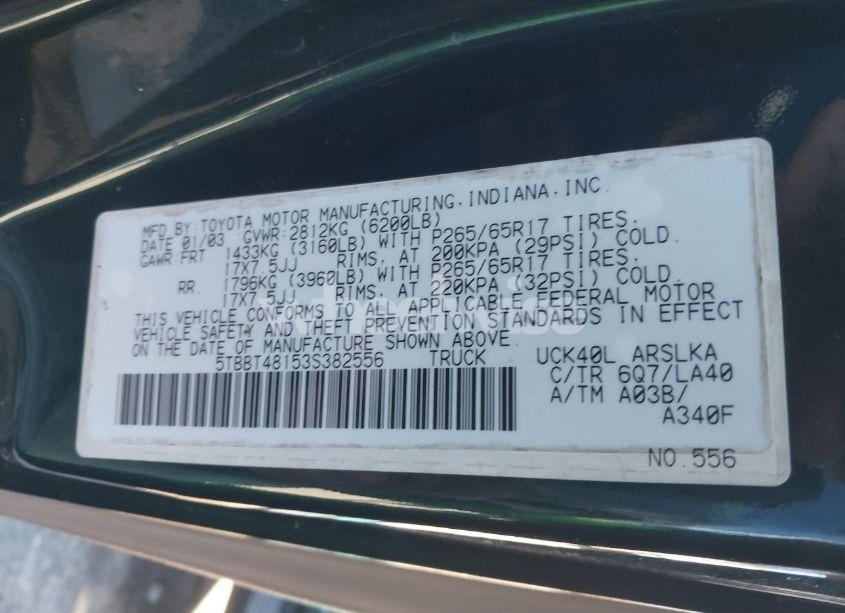 MFD BY:TOYOTA MOTOR MANUFACTURING.INDIANA.INC.
DATE 01/03 GVWR:2812KG (6200LB)
GAWR:FRT. 1433KG (3160LB) WITH P265/65R17 TIRES.
17X7.5JJ RIMS, AT 200KPA (29PSI) COLD.
RR. 1796KG (3960LB) WITH P265/65R17 TIRES.
17X7.5JJ RIMS, AT 220KPA (32PSI) COLD.
THIS VEHICLE CONFORMS TO ALL APPLICABLE FEDERAL MOTOR
VEHICLE SAFETY AND THEFT PREVENTION STANDARDS IN EFFECT
ON THE DATE OF MANUFACTURE SHOWN ABOVE.
5TBBT48153S382556 TRUCK
UCK40L ARSLKA
C/TR 6Q7/LA40
A/TM A03B/
A340F
NO.556